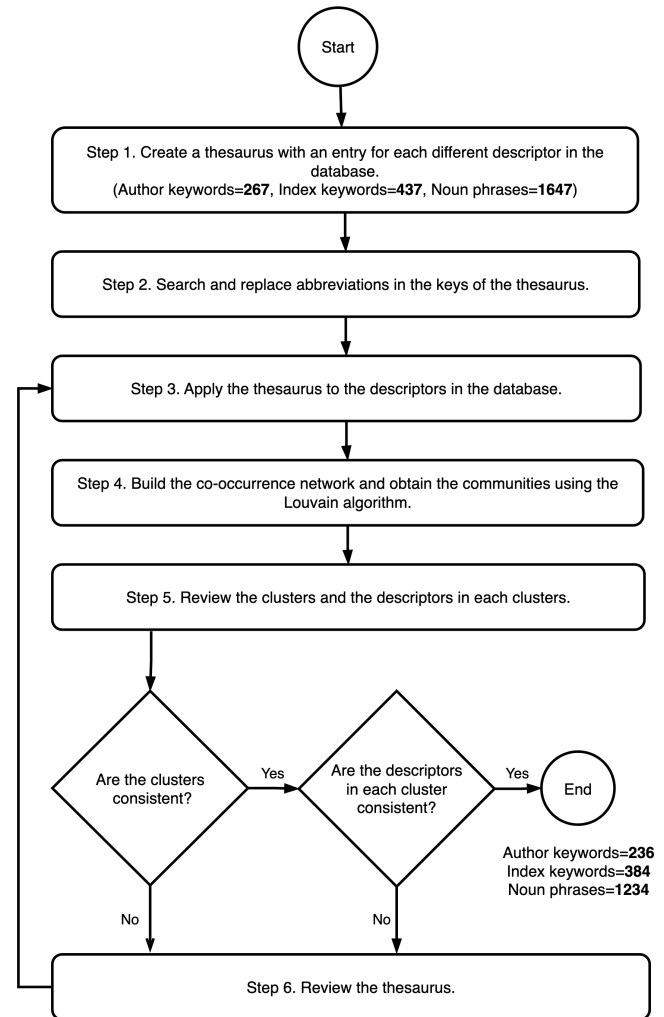 Start
Step 1. Create a thesaurus with an entry for each different descriptor in the
database.
(Author keywords=267, Index keywords=437, Noun phrases=1647)
Step 2. Search and replace abbreviations in the keys of the thesaurus.
Step 3. Apply the thesaurus to the descriptors in the database.
Step 4. Build the co-occurrence network and obtain the communities using the
Louvain algorithm.
Step 5. Review the clusters and the descriptors in each clusters.
Are the clusters
consistent?
Yes
Are the descriptors
in each cluster
consistent?
Yes
End
Author keywords=236
Index keywords=384
Noun phrases=1234
No
No
Step 6. Review the thesaurus.